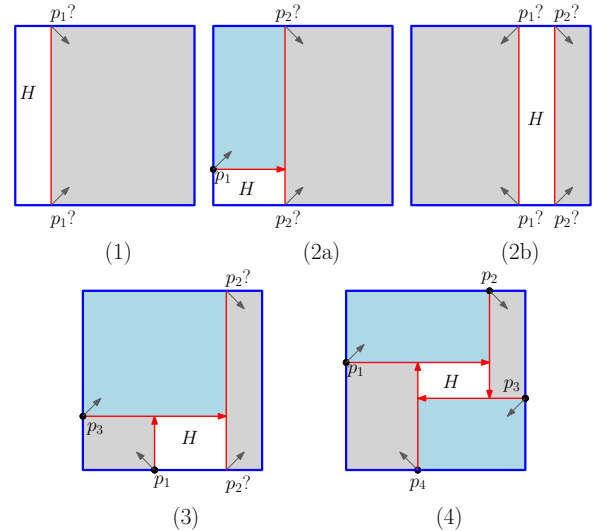 p₁? p₂? p₁? p₂?
H
H
p₁
H
p₁? p₂? p₁? p₂?
(1) (2a) (2b)
p₂? p₂
p₁
H
p₃
H
p₃
p₁ p₂? p₄
(3) (4)